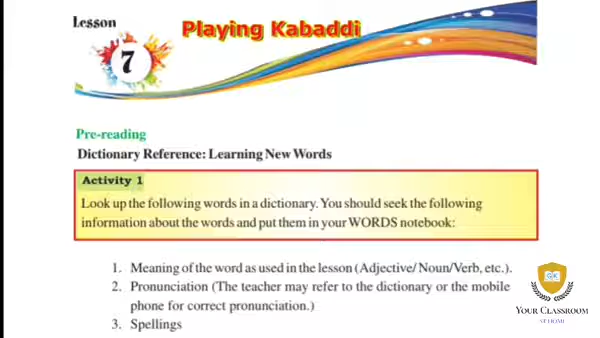 Lesson
7
Playing Kabaddi
Pre-reading
Dictionary Reference: Learning New Words
Activity 1
Look up the following words in a dictionary. You should seek the following
information about the words and put them in your WORDS notebook:
1. Meaning of the word as used in the lesson (Adjective/ Noun/Verb, etc.).
2. Pronunciation (The teacher may refer to the dictionary or the mobile
phone for correct pronunciation.)
3. Spellings
YOUR CLASSROOM